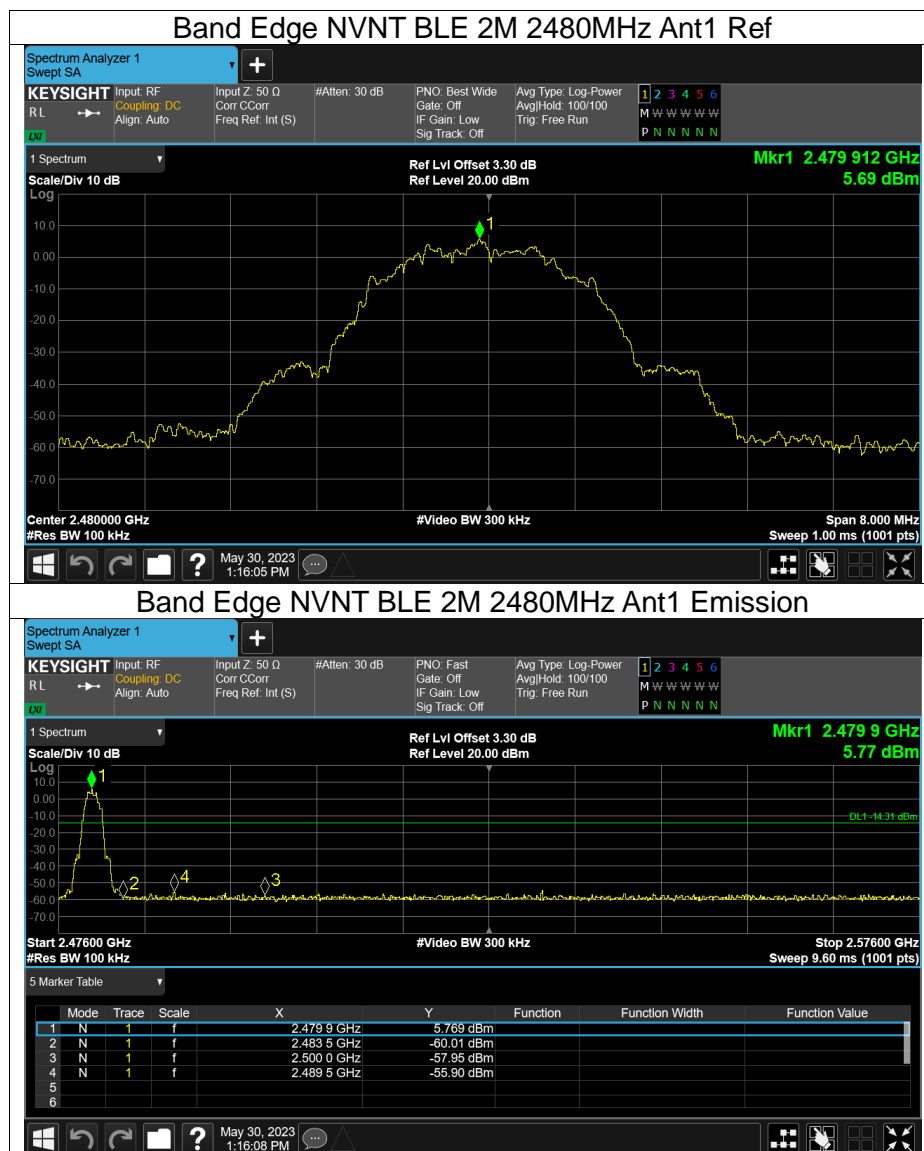 Band Edge NVNT BLE 2M 2480MHz Ant1 Ref
Spectrum Analyzer 1
Swept SA
+
KEYSIGHT
R L
LXI
Input: RF
Coupling: DC
Align: Auto
Input Z: 50 Ω
Corr CCorr
Freq Ref: Int (S)
#Atten: 30 dB
PNO: Best Wide
Gate: Off
IF Gain: Low
Sig Track: Off
Avg Type: Log-Power
Avg|Hold: 100/100
Trig: Free Run
1 2 3 4 5 6
M W W W W W
P N N N N N
1 Spectrum
Scale/Div 10 dB
Ref Lvl Offset 3.30 dB
Ref Level 20.00 dBm
Mkr1 2.479 912 GHz
5.69 dBm
Log
1
10.0
0.00
-10.0
-20.0
-30.0
-40.0
-50.0
-60.0
-70.0
Center 2.480000 GHz
#Res BW 100 kHz
#Video BW 300 kHz
Span 8.000 MHz
Sweep 1.00 ms (1001 pts)
?
May 30, 2023
1:16:05 PM
Band Edge NVNT BLE 2M 2480MHz Ant1 Emission
Spectrum Analyzer 1
Swept SA
+
KEYSIGHT
R L
LXI
Input: RF
Coupling: DC
Align: Auto
Input Z: 50 Ω
Corr CCorr
Freq Ref: Int (S)
#Atten: 30 dB
PNO: Fast
Gate: Off
IF Gain: Low
Sig Track: Off
Avg Type: Log-Power
Avg|Hold: 100/100
Trig: Free Run
1 2 3 4 5 6
M W W W W W
P N N N N N
1 Spectrum
Scale/Div 10 dB
Ref Lvl Offset 3.30 dB
Ref Level 20.00 dBm
Mkr1 2.479 9 GHz
5.77 dBm
Log
1
10.0
0.00
-10.0
DL1 -14.31 dBm
-20.0
-30.0
-40.0
-50.0
2 4 3
-60.0
-70.0
Start 2.47600 GHz
#Res BW 100 kHz
#Video BW 300 kHz
Stop 2.57600 GHz
Sweep 9.60 ms (1001 pts)
5 Marker Table
Mode Trace Scale X Y Function Function Width Function Value
1 N 1 f 2.479 9 GHz 5.769 dBm
2 N 1 f 2.483 5 GHz -60.01 dBm
3 N 1 f 2.500 0 GHz -57.95 dBm
4 N 1 f 2.489 5 GHz -55.90 dBm
5
6
?
May 30, 2023
1:16:08 PM